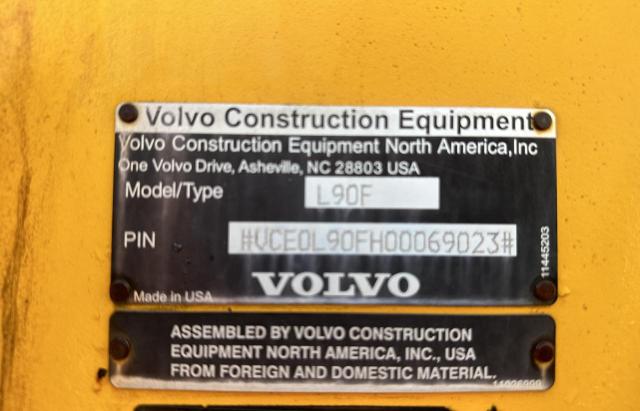 Volvo Construction Equipment
Volvo Construction Equipment North America,Inc
One Volvo Drive, Asheville, NC 28803 USA
Model/Type L90F
PIN #VCE0L90FH00069023#
11445203
VOLVO
Made in USA
ASSEMBLED BY VOLVO CONSTRUCTION
EQUIPMENT NORTH AMERICA, INC., USA
FROM FOREIGN AND DOMESTIC MATERIAL.